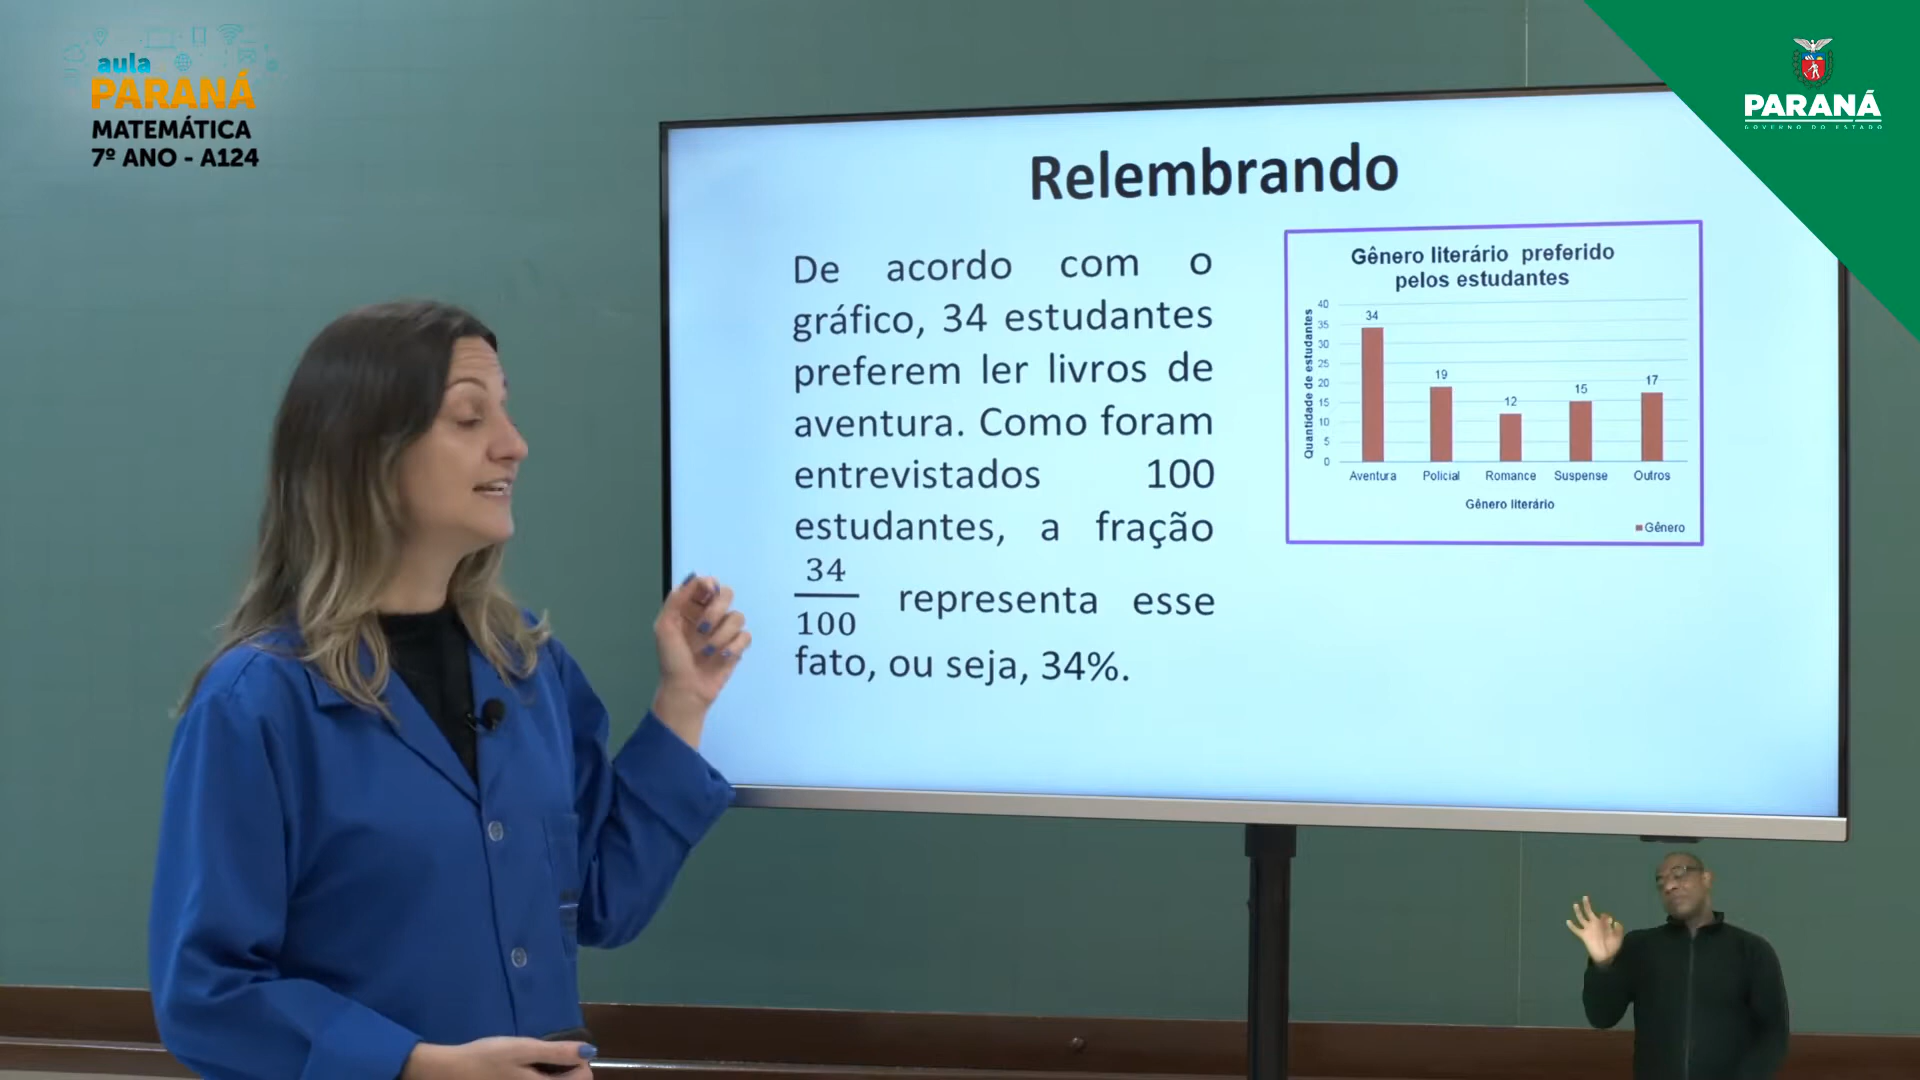 aula
PARANÁ
MATEMÁTICA
7º ANO - A124
PARANÁ
GOVERNO DO ESTADO
Relembrando
De acordo com o
gráfico, 34 estudantes
preferem ler livros de
aventura. Como foram
entrevistados 100
estudantes, a fração
34
100
representa esse
fato, ou seja, 34%.
Gênero literário preferido
pelos estudantes
Quantidade de estudantes
40
35
30
25
20
15
10
5
0
34
19
12
15
17
Aventura Policial Romance Suspense Outros
Gênero literário
Gênero